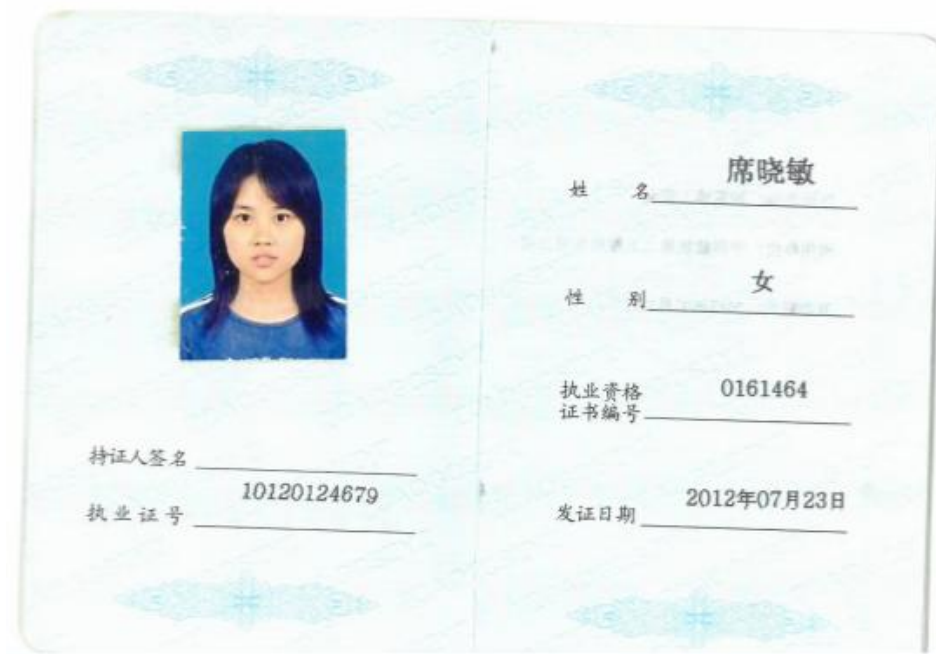 持证人签名
执业证号 10120124679
姓 名 席晓敏
性 别 女
执业资格
证书编号 0161464
发证日期 2012年07月23日